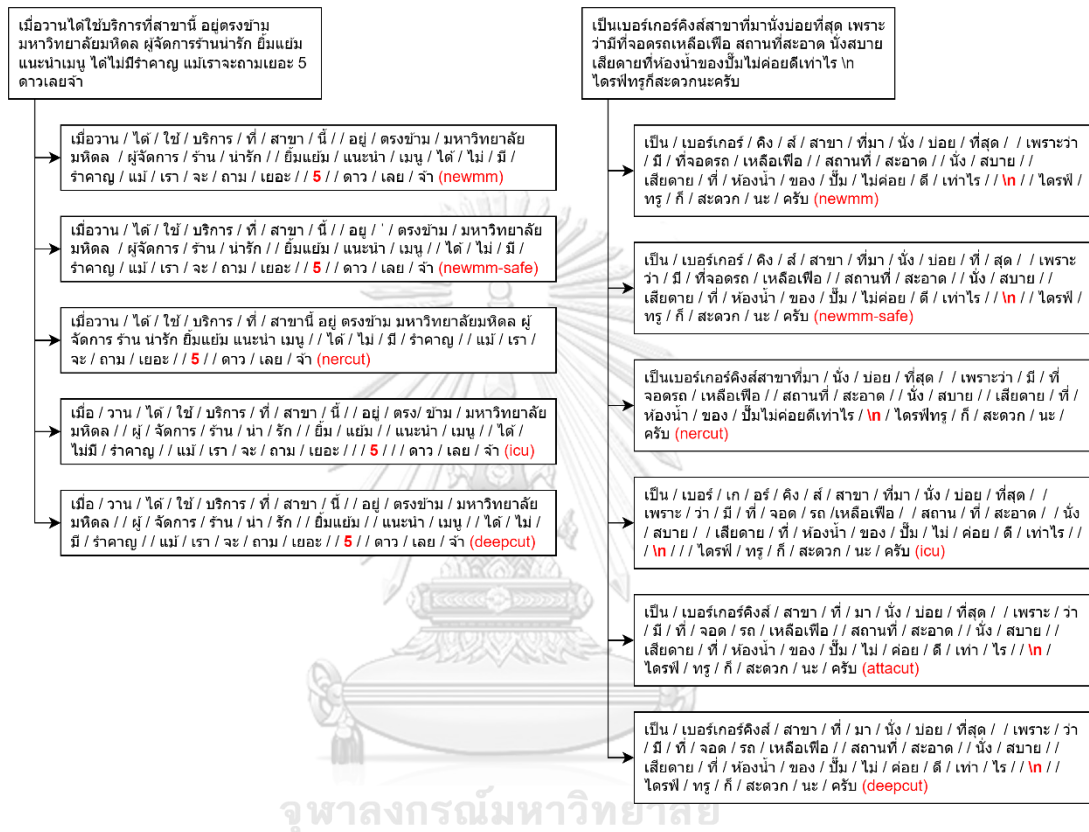 เมื่อวานได้ใช้บริการที่สาขานี้ อยู่ตรงข้าม
มหาวิทยาลัยมหิดล ผู้จัดการร้านน่ารัก ยิ้มแย้ม
แนะนำเมนู ได้ไม่มีรำคาญ แม้เราจะถามเยอะ 5
ดาวเลยจ้า
เมื่อวาน / ได้ / ใช้ / บริการ / ที่ / สาขา / นี้ / / อยู่ / ตรงข้าม / มหาวิทยาลัย
มหิดล / ผู้จัดการ / ร้าน / น่ารัก / / ยิ้มแย้ม / แนะนำ / เมนู / ได้ / ไม่ / มี /
รำคาญ / แม้ / เรา / จะ / ถาม / เยอะ / / 5 / / ดาว / เลย / จ้า (newmm)
เมื่อวาน / ได้ / ใช้ / บริการ / ที่ / สาขา / นี้ / / อยู / ่ / ตรงข้าม / มหาวิทยาลัย
มหิดล / ผู้จัดการ / ร้าน / น่ารัก / / ยิ้มแย้ม / แนะนำ / เมนู / / ได้ / ไม่ / มี /
รำคาญ / แม้ / เรา / จะ / ถาม / เยอะ / / 5 / / ดาว / เลย / จ้า (newmm-safe)
เมื่อวาน / ได้ / ใช้ / บริการ / ที่ สาขานี้ อยู่ ตรงข้าม มหาวิทยาลัยมหิดล ผู้
จัดการ ร้าน น่ารัก ยิ้มแย้ม แนะนำ เมนู / / ได้ / ไม่ / มี / รำคาญ / / แม้ / เรา /
จะ / ถาม / เยอะ / / 5 / / ดาว / เลย / จ้า (nercut)
เมื่อ / วาน / ได้ / ใช้ / บริการ / ที่ / สาขา / นี้ / / อยู่ / ตรง/ ข้าม / มหาวิทยาลัย
มหิดล / / ผู้ / จัดการ / ร้าน / น่า / รัก / / ยิ้ม / แย้ม / / แนะนำ / เมนู / / ได้ /
ไม่มี / รำคาญ / / แม้ / เรา / จะ / ถาม / เยอะ / / / 5 / / / ดาว / เลย / จ้า (icu)
เมื่อ / วาน / ได้ / ใช้ / บริการ / ที่ / สาขา / นี้ / / อยู่ / ตรงข้าม / มหาวิทยาลัย
มหิดล / / ผู้ / จัดการ / ร้าน / น่า / รัก / / ยิ้มแย้ม / / แนะนำ / เมนู / / ได้ / ไม่ /
มี / รำคาญ / / แม้ / เรา / จะ / ถาม / เยอะ / / 5 / / ดาว / เลย / จ้า (deepcut)
เป็นเบอร์เกอร์คิงส์สาขาที่มานั่งบ่อยที่สุด เพราะ
ว่ามีที่จอดรถเหลือเฟือ สถานที่สะอาด นั่งสบาย
เสียดายที่ห้องน้ำของปั๊มไม่ค่อยดีเท่าไร \n
ไดรฟ์ทรูก็สะดวกนะครับ
เป็น / เบอร์เกอร์ / คิง / ส์ / สาขา / ที่มา / นั่ง / บ่อย / ที่สุด / / เพราะว่า
/ มี / ที่จอดรถ / เหลือเฟือ / / สถานที่ / สะอาด / / นั่ง / สบาย / /
เสียดาย / ที่ / ห้องน้ำ / ของ / ปั๊ม / ไม่ค่อย / ดี / เท่าไร / / \n / / ไดรฟ์ /
ทรู / ก็ / สะดวก / นะ / ครับ (newmm)
เป็น / เบอร์เกอร์ / คิง / ส์ / สาขา / ที่มา / นั่ง / บ่อย / ที่ / สุด / / เพราะ
ว่า / มี / ที่จอดรถ / เหลือเฟือ / / สถานที่ / สะอาด / / นั่ง / สบาย / /
เสียดาย / ที่ / ห้องน้ำ / ของ / ปั๊ม / ไม่ค่อย / ดี / เท่าไร / / \n / / ไดรฟ์ /
ทรู / ก็ / สะดวก / นะ / ครับ (newmm-safe)
เป็นเบอร์เกอร์คิงส์สาขาที่มา / นั่ง / บ่อย / ที่สุด / / เพราะว่า / มี / ที่
จอดรถ / เหลือเฟือ / / สถานที่ / สะอาด / / นั่ง / สบาย / / เสียดาย / ที่ /
ห้องน้ำ / ของ / ปั๊มไม่ค่อยดีเท่าไร / \n / ไดรฟ์ทรู / ก็ / สะดวก / นะ /
ครับ (nercut)
เป็น / เบอร์ / เก / อร์ / คิง / ส์ / สาขา / ที่มา / นั่ง / บ่อย / ที่สุด / /
เพราะ / ว่า / มี / ที่ / จอด / รถ /เหลือเฟือ / / สถาน / ที่ / สะอาด / / นั่ง
/ สบาย / / เสียดาย / ที่ / ห้องน้ำ / ของ / ปั๊ม / ไม่ / ค่อย / ดี / เท่าไร / /
/ \n / / / ไดรฟ์ / ทรู / ก็ / สะดวก / นะ / ครับ (icu)
เป็น / เบอร์เกอร์คิงส์ / สาขา / ที่ / มา / นั่ง / บ่อย / ที่สุด / / เพราะ / ว่า
/ มี / ที่ / จอด / รถ / เหลือเฟือ / / สถานที่ / สะอาด / / นั่ง / สบาย / /
เสียดาย / ที่ / ห้องน้ำ / ของ / ปั๊ม / ไม่ / ค่อย / ดี / เท่า / ไร / / \n /
ไดรฟ์ / ทรู / ก็ / สะดวก / นะ / ครับ (attacut)
เป็น / เบอร์เกอร์คิงส์ / สาขา / ที่ / มา / นั่ง / บ่อย / ที่สุด / / เพราะ / ว่า
/ มี / ที่ / จอด / รถ / เหลือเฟือ / / สถานที่ / สะอาด / / นั่ง / สบาย / /
เสียดาย / ที่ / ห้องน้ำ / ของ / ปั๊ม / ไม่ / ค่อย / ดี / เท่า / ไร / / \n / /
ไดรฟ์ / ทรู / ก็ / สะดวก / นะ / ครับ (deepcut)
จุฬาลงกรณ์มหาวิทยาลัย